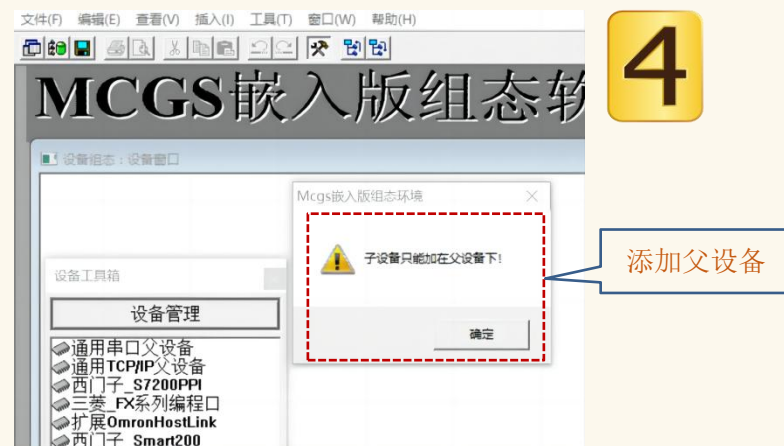 文件(F) 编辑(E) 查看(V) 插入(I) 工具(T) 窗口(W) 帮助(H)
4
MCGS嵌入版组态软
设备组态：设备窗口
Mcgs嵌入版组态环境
子设备只能加在父设备下!
添加父设备
设备工具箱
设备管理
确定
通用串口父设备
通用TCP/IP父设备
西门子_S7200PPI
三菱_FX系列编程口
扩展OmronHostLink
西门子_Smart200